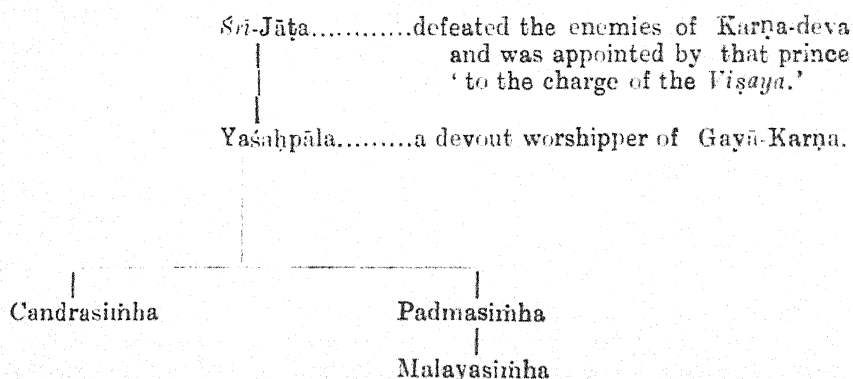 Śri-Jāṭa............defeated the enemies of Karṇa-deva
and was appointed by that prince
‘ to the charge of the Viṣaya.’
Yaśaḥpāla.........a devout worshipper of Gayā-Karṇa.
Candrasiṁha Padmasiṁha
Malayasiṁha